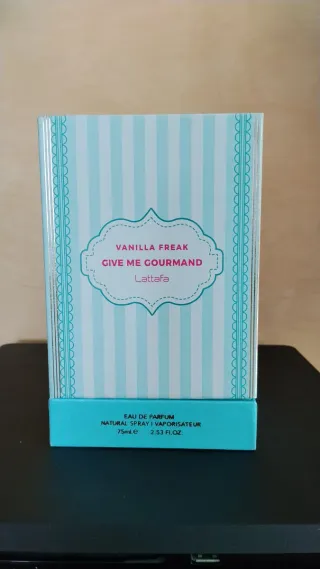 VANILLA FREAK
GIVE ME GOURMAND
Lattafa
EAU DE PARFUM
NATURAL SPRAY | VAPORISATEUR
75mL ℮ 2.53 FL.OZ.